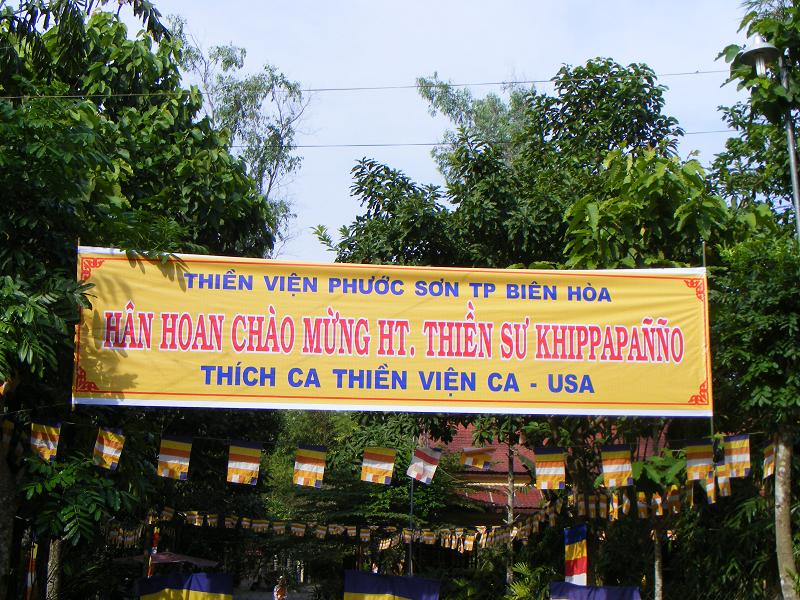 THIỀN VIỆN PHƯỚC SƠN TP BIÊN HÒA
HÂN HOAN CHÀO MỪNG HT. THIỀN SƯ KHIPPAPAÑÑO
THÍCH CA THIỀN VIỆN CA - USA